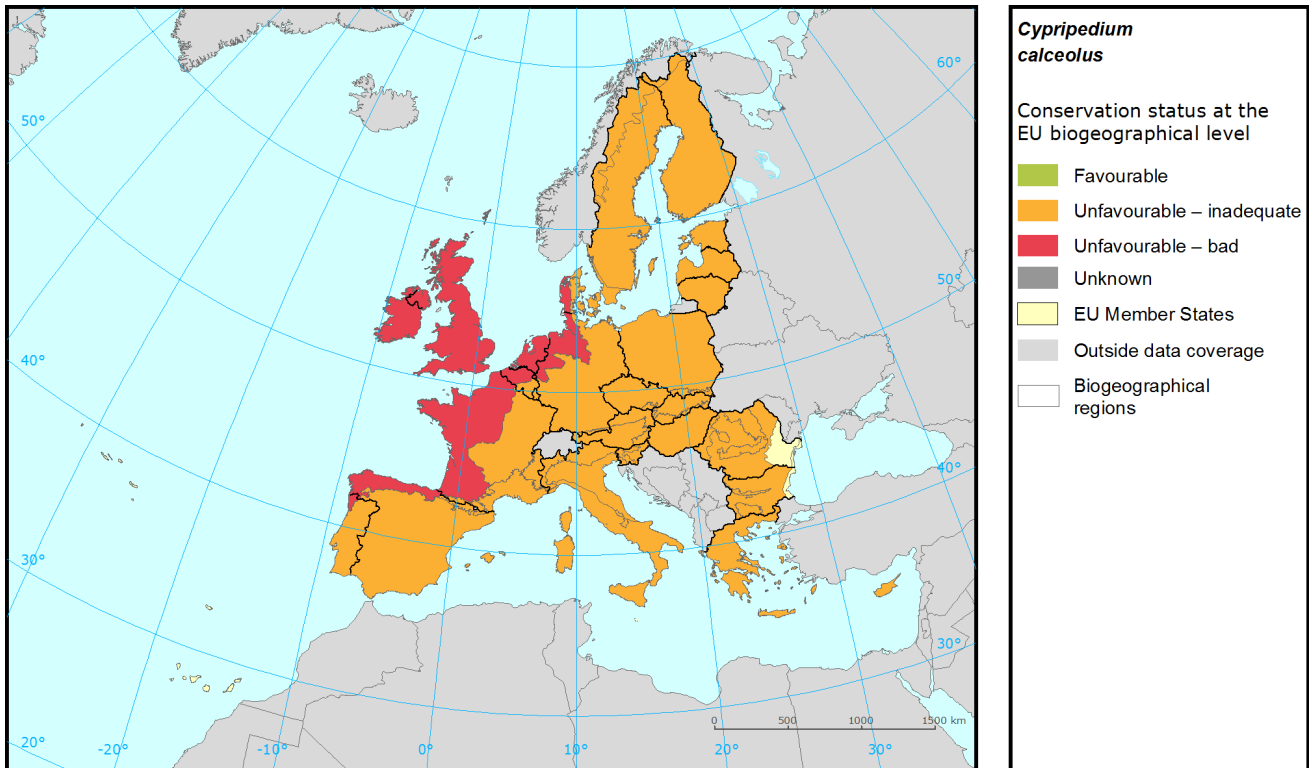 Cypripedium
calceolus
Conservation status at the
EU biogeographical level
Favourable
Unfavourable – inadequate
Unfavourable – bad
Unknown
EU Member States
Outside data coverage
Biogeographical
regions
60°
50°
50°
40°
40°
30°
30°
0 500 1000 1500 km
20° -20° -10° 0° 10° 20° 30°